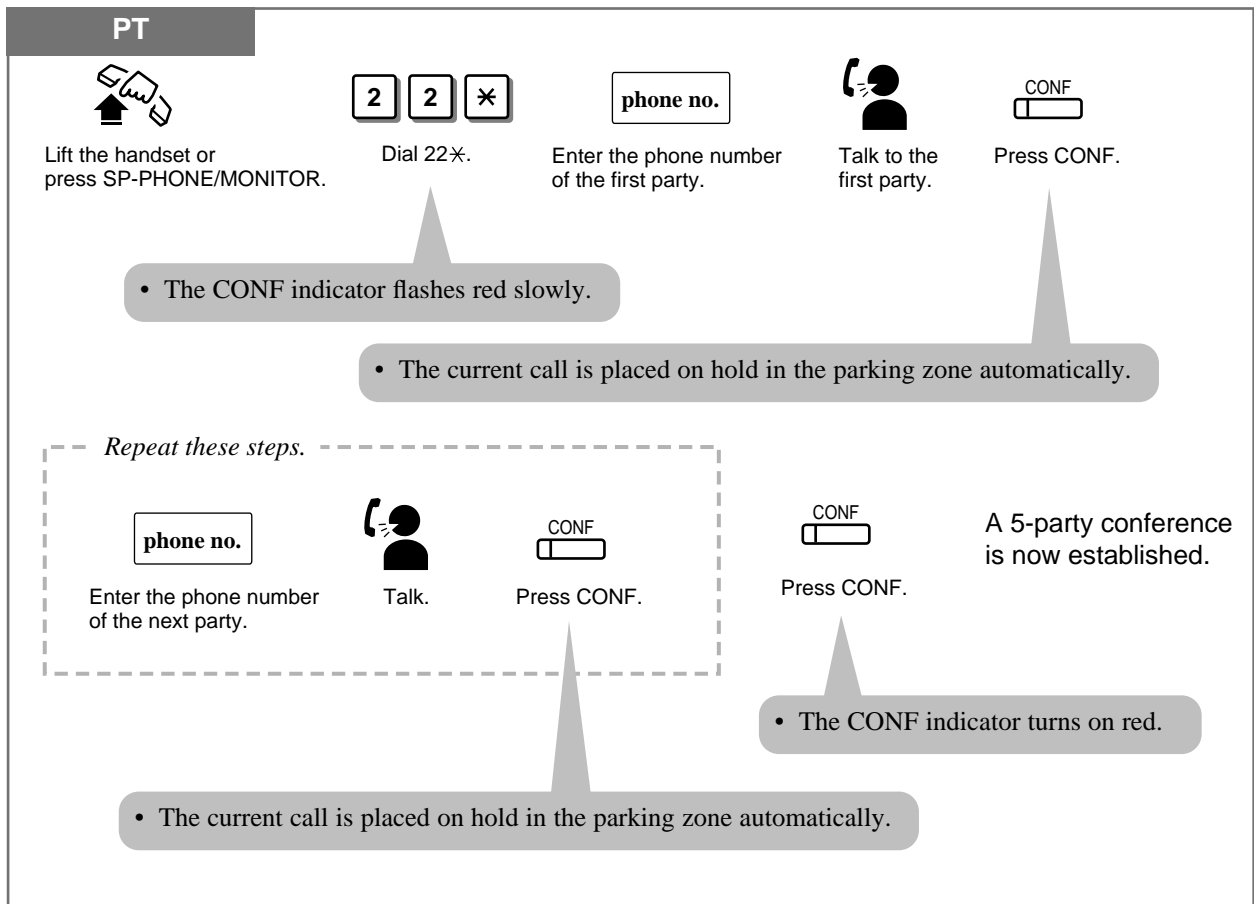 PT
2 2 ✳
phone no.
CONF
Lift the handset or
press SP-PHONE/MONITOR.
Dial 22✳.
Enter the phone number
of the first party.
Talk to the
first party.
Press CONF.
• The CONF indicator flashes red slowly.
• The current call is placed on hold in the parking zone automatically.
Repeat these steps.
phone no.
CONF
Enter the phone number
of the next party.
Talk.
Press CONF.
CONF
Press CONF.
A 5-party conference
is now established.
• The CONF indicator turns on red.
• The current call is placed on hold in the parking zone automatically.